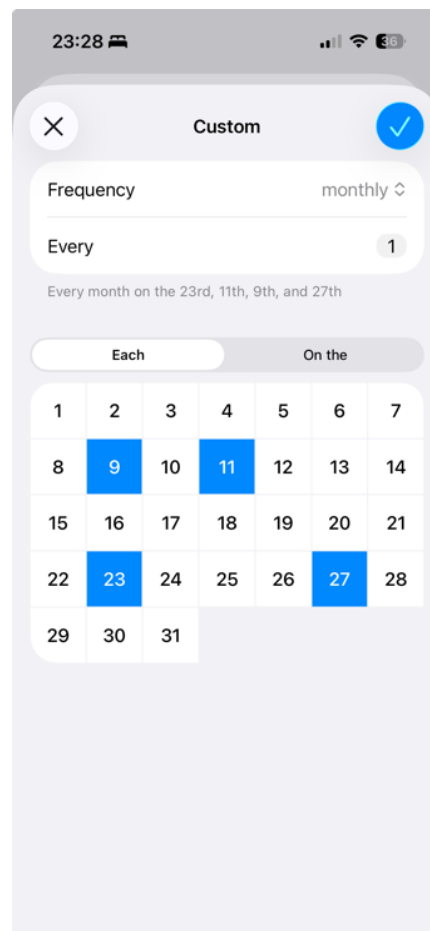 23:28
36
Custom
Frequency monthly
Every 1
Every month on the 23rd, 11th, 9th, and 27th
Each On the
1 2 3 4 5 6 7
8 9 10 11 12 13 14
15 16 17 18 19 20 21
22 23 24 25 26 27 28
29 30 31